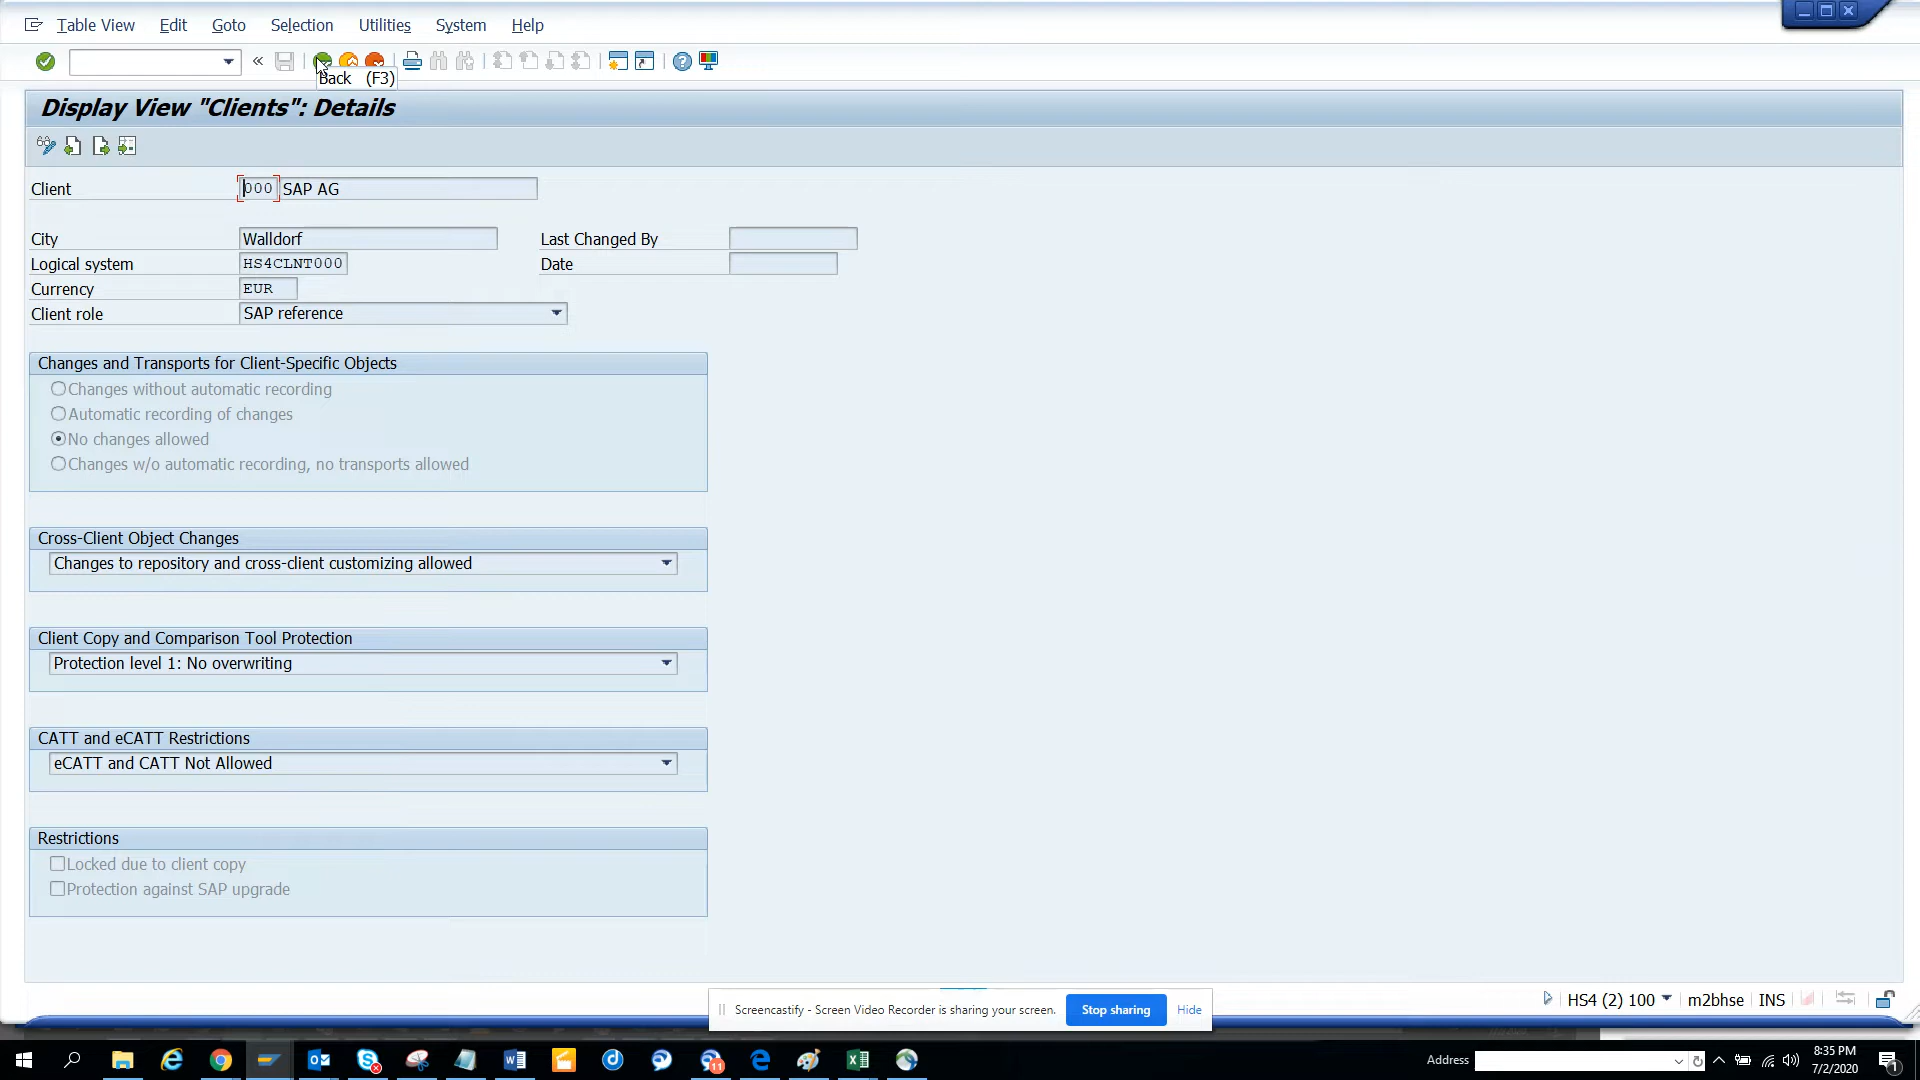 Table View Edit Goto Selection Utilities System Help
«
Back (F3)
Display View "Clients": Details
Client 000 SAP AG
City Walldorf Last Changed By
Logical system HS4CLNT000 Date
Currency EUR
Client role SAP reference
Changes and Transports for Client-Specific Objects
Changes without automatic recording
Automatic recording of changes
No changes allowed
Changes w/o automatic recording, no transports allowed
Cross-Client Object Changes
Changes to repository and cross-client customizing allowed
Client Copy and Comparison Tool Protection
Protection level 1: No overwriting
CATT and eCATT Restrictions
eCATT and CATT Not Allowed
Restrictions
Locked due to client copy
Protection against SAP upgrade
HS4 (2) 100 m2bhse INS
Screencastify - Screen Video Recorder is sharing your screen. Stop sharing Hide
Address
8:35 PM
7/2/2020
11
1